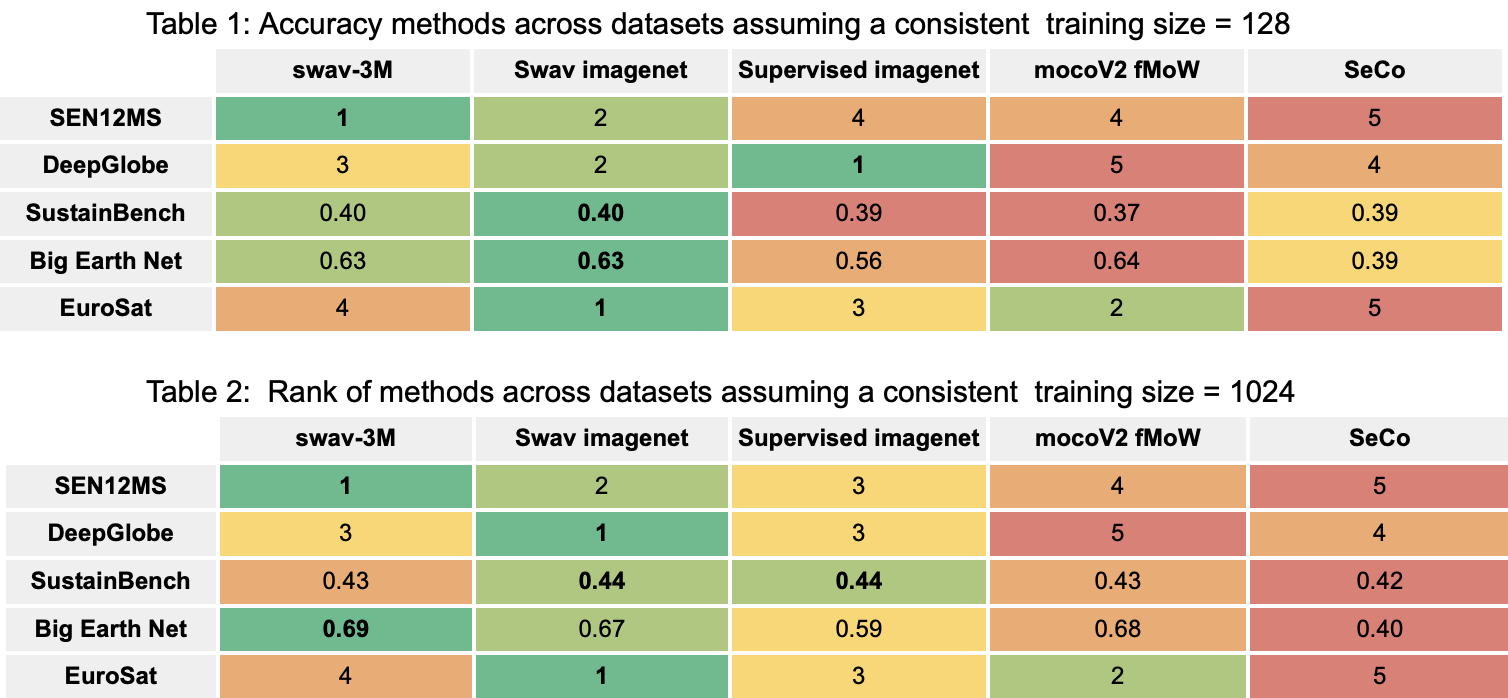 Table 1: Accuracy methods across datasets assuming a consistent training size = 128
swav-3M Swav imagenet Supervised imagenet mocoV2 fMoW SeCo
SEN12MS 1 2 4 4 5
DeepGlobe 3 2 1 5 4
SustainBench 0.40 0.40 0.39 0.37 0.39
Big Earth Net 0.63 0.63 0.56 0.64 0.39
EuroSat 4 1 3 2 5
Table 2: Rank of methods across datasets assuming a consistent training size = 1024
swav-3M Swav imagenet Supervised imagenet mocoV2 fMoW SeCo
SEN12MS 1 2 3 4 5
DeepGlobe 3 1 3 5 4
SustainBench 0.43 0.44 0.44 0.43 0.42
Big Earth Net 0.69 0.67 0.59 0.68 0.40
EuroSat 4 1 3 2 5